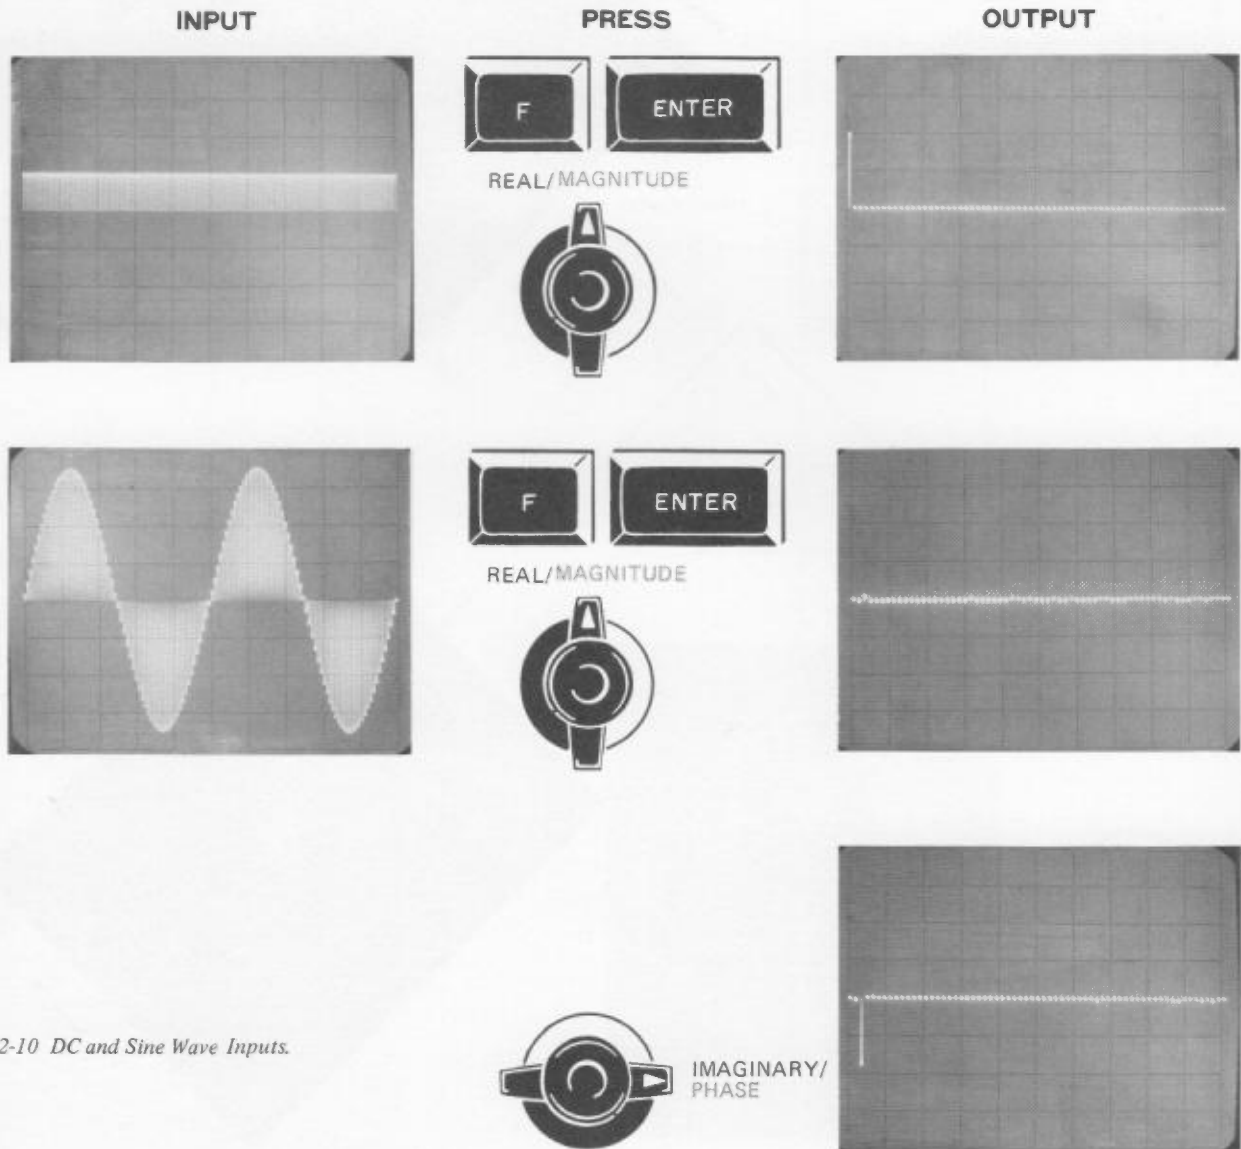 INPUT PRESS OUTPUT
F ENTER
REAL/MAGNITUDE
F ENTER
REAL/MAGNITUDE
2-10 DC and Sine Wave Inputs.
IMAGINARY/
PHASE